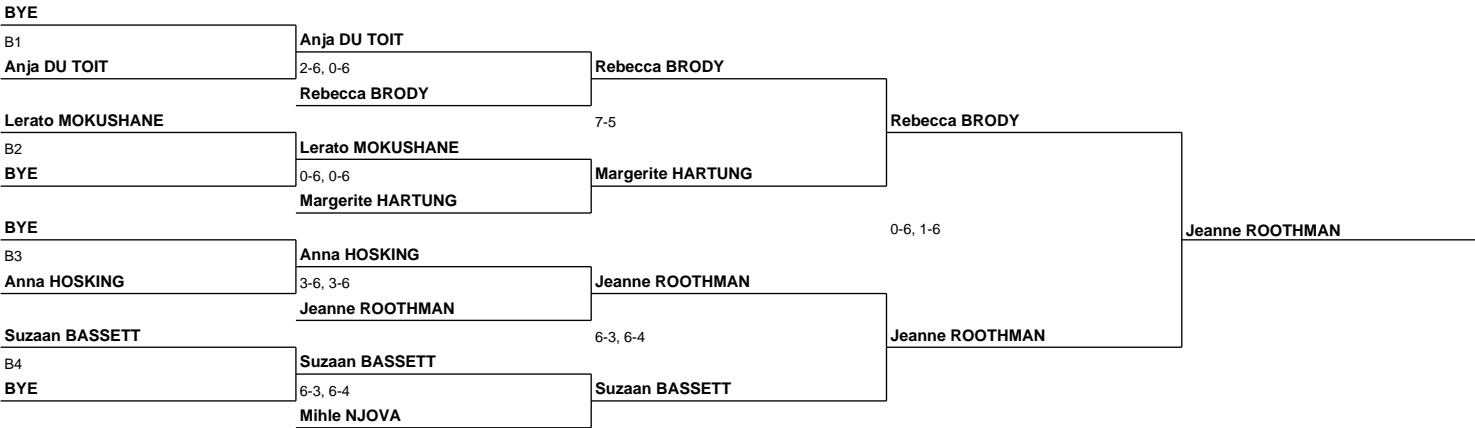 BYE
B1
Anja DU TOIT
Anja DU TOIT
2-6, 0-6
Rebecca BRODY
Rebecca BRODY
Lerato MOKUSHANE
7-5
Rebecca BRODY
B2
Lerato MOKUSHANE
BYE
0-6, 0-6
Margerite HARTUNG
Margerite HARTUNG
BYE
0-6, 1-6
Jeanne ROOTHMAN
B3
Anna HOSKING
Anna HOSKING
3-6, 3-6
Jeanne ROOTHMAN
Jeanne ROOTHMAN
Suzaan BASSETT
6-3, 6-4
Jeanne ROOTHMAN
B4
Suzaan BASSETT
BYE
6-3, 6-4
Suzaan BASSETT
Mihle NJOVA